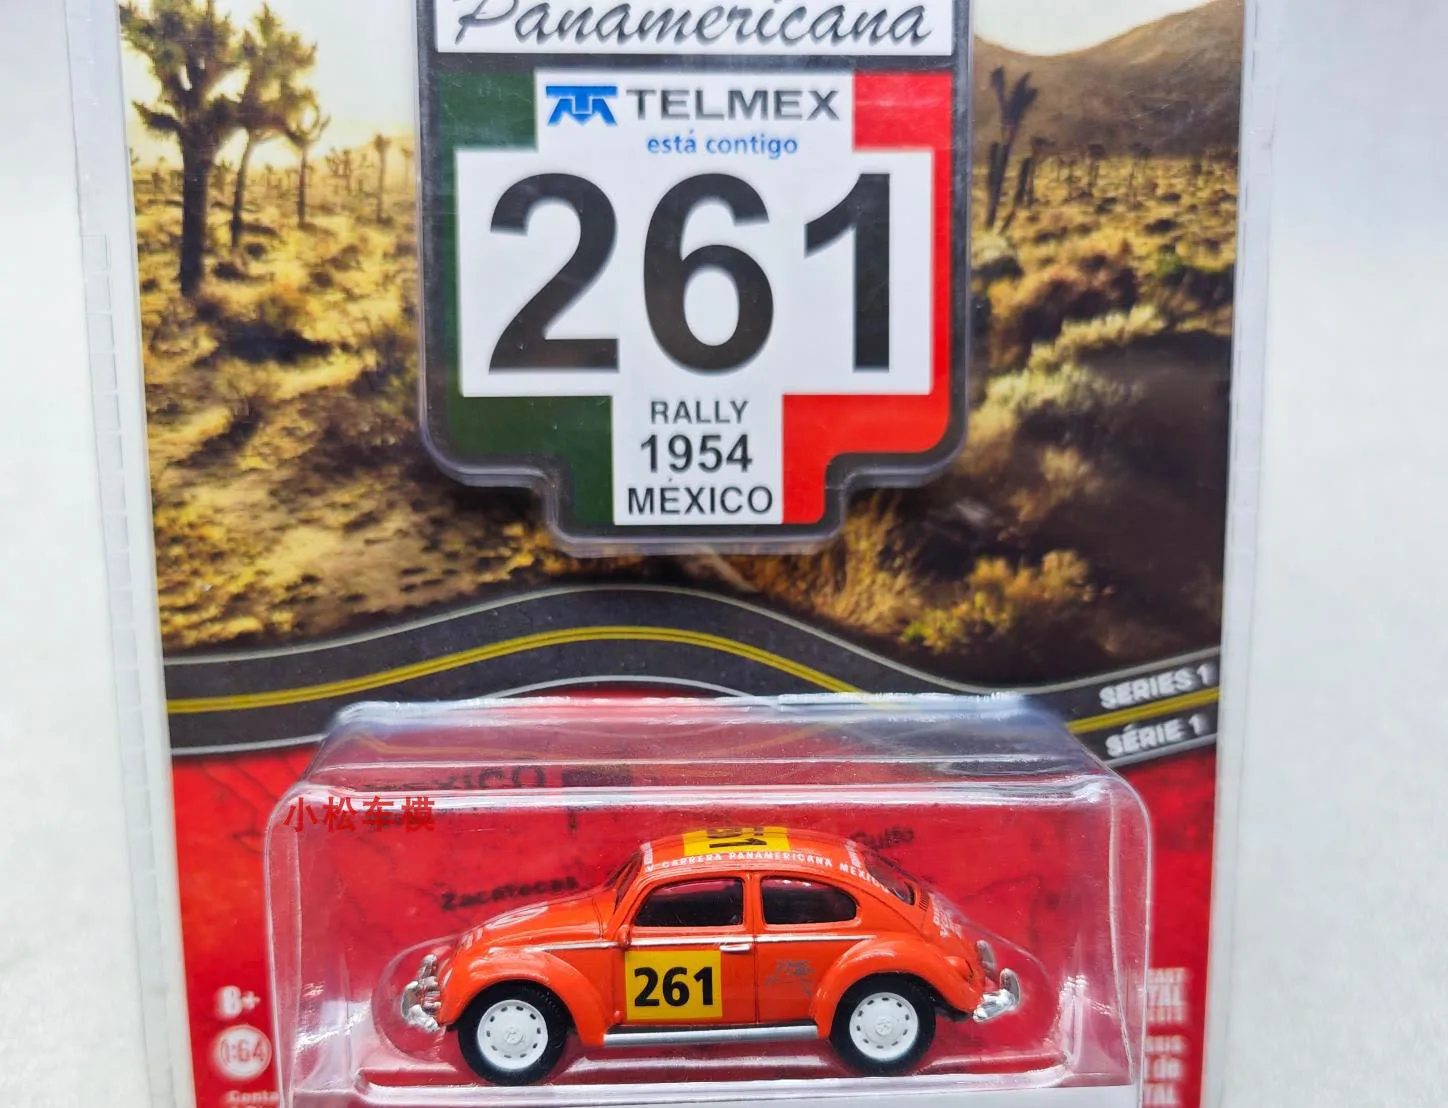 Panamericana
TELMEX
está contigo
261
RALLY
1954
MÉXICO
SERIES 1
SÉRIE 1
小松车模
Zacatecas
261
V CARRERA PANAMERICANA MEXICO
261
8+
1:64